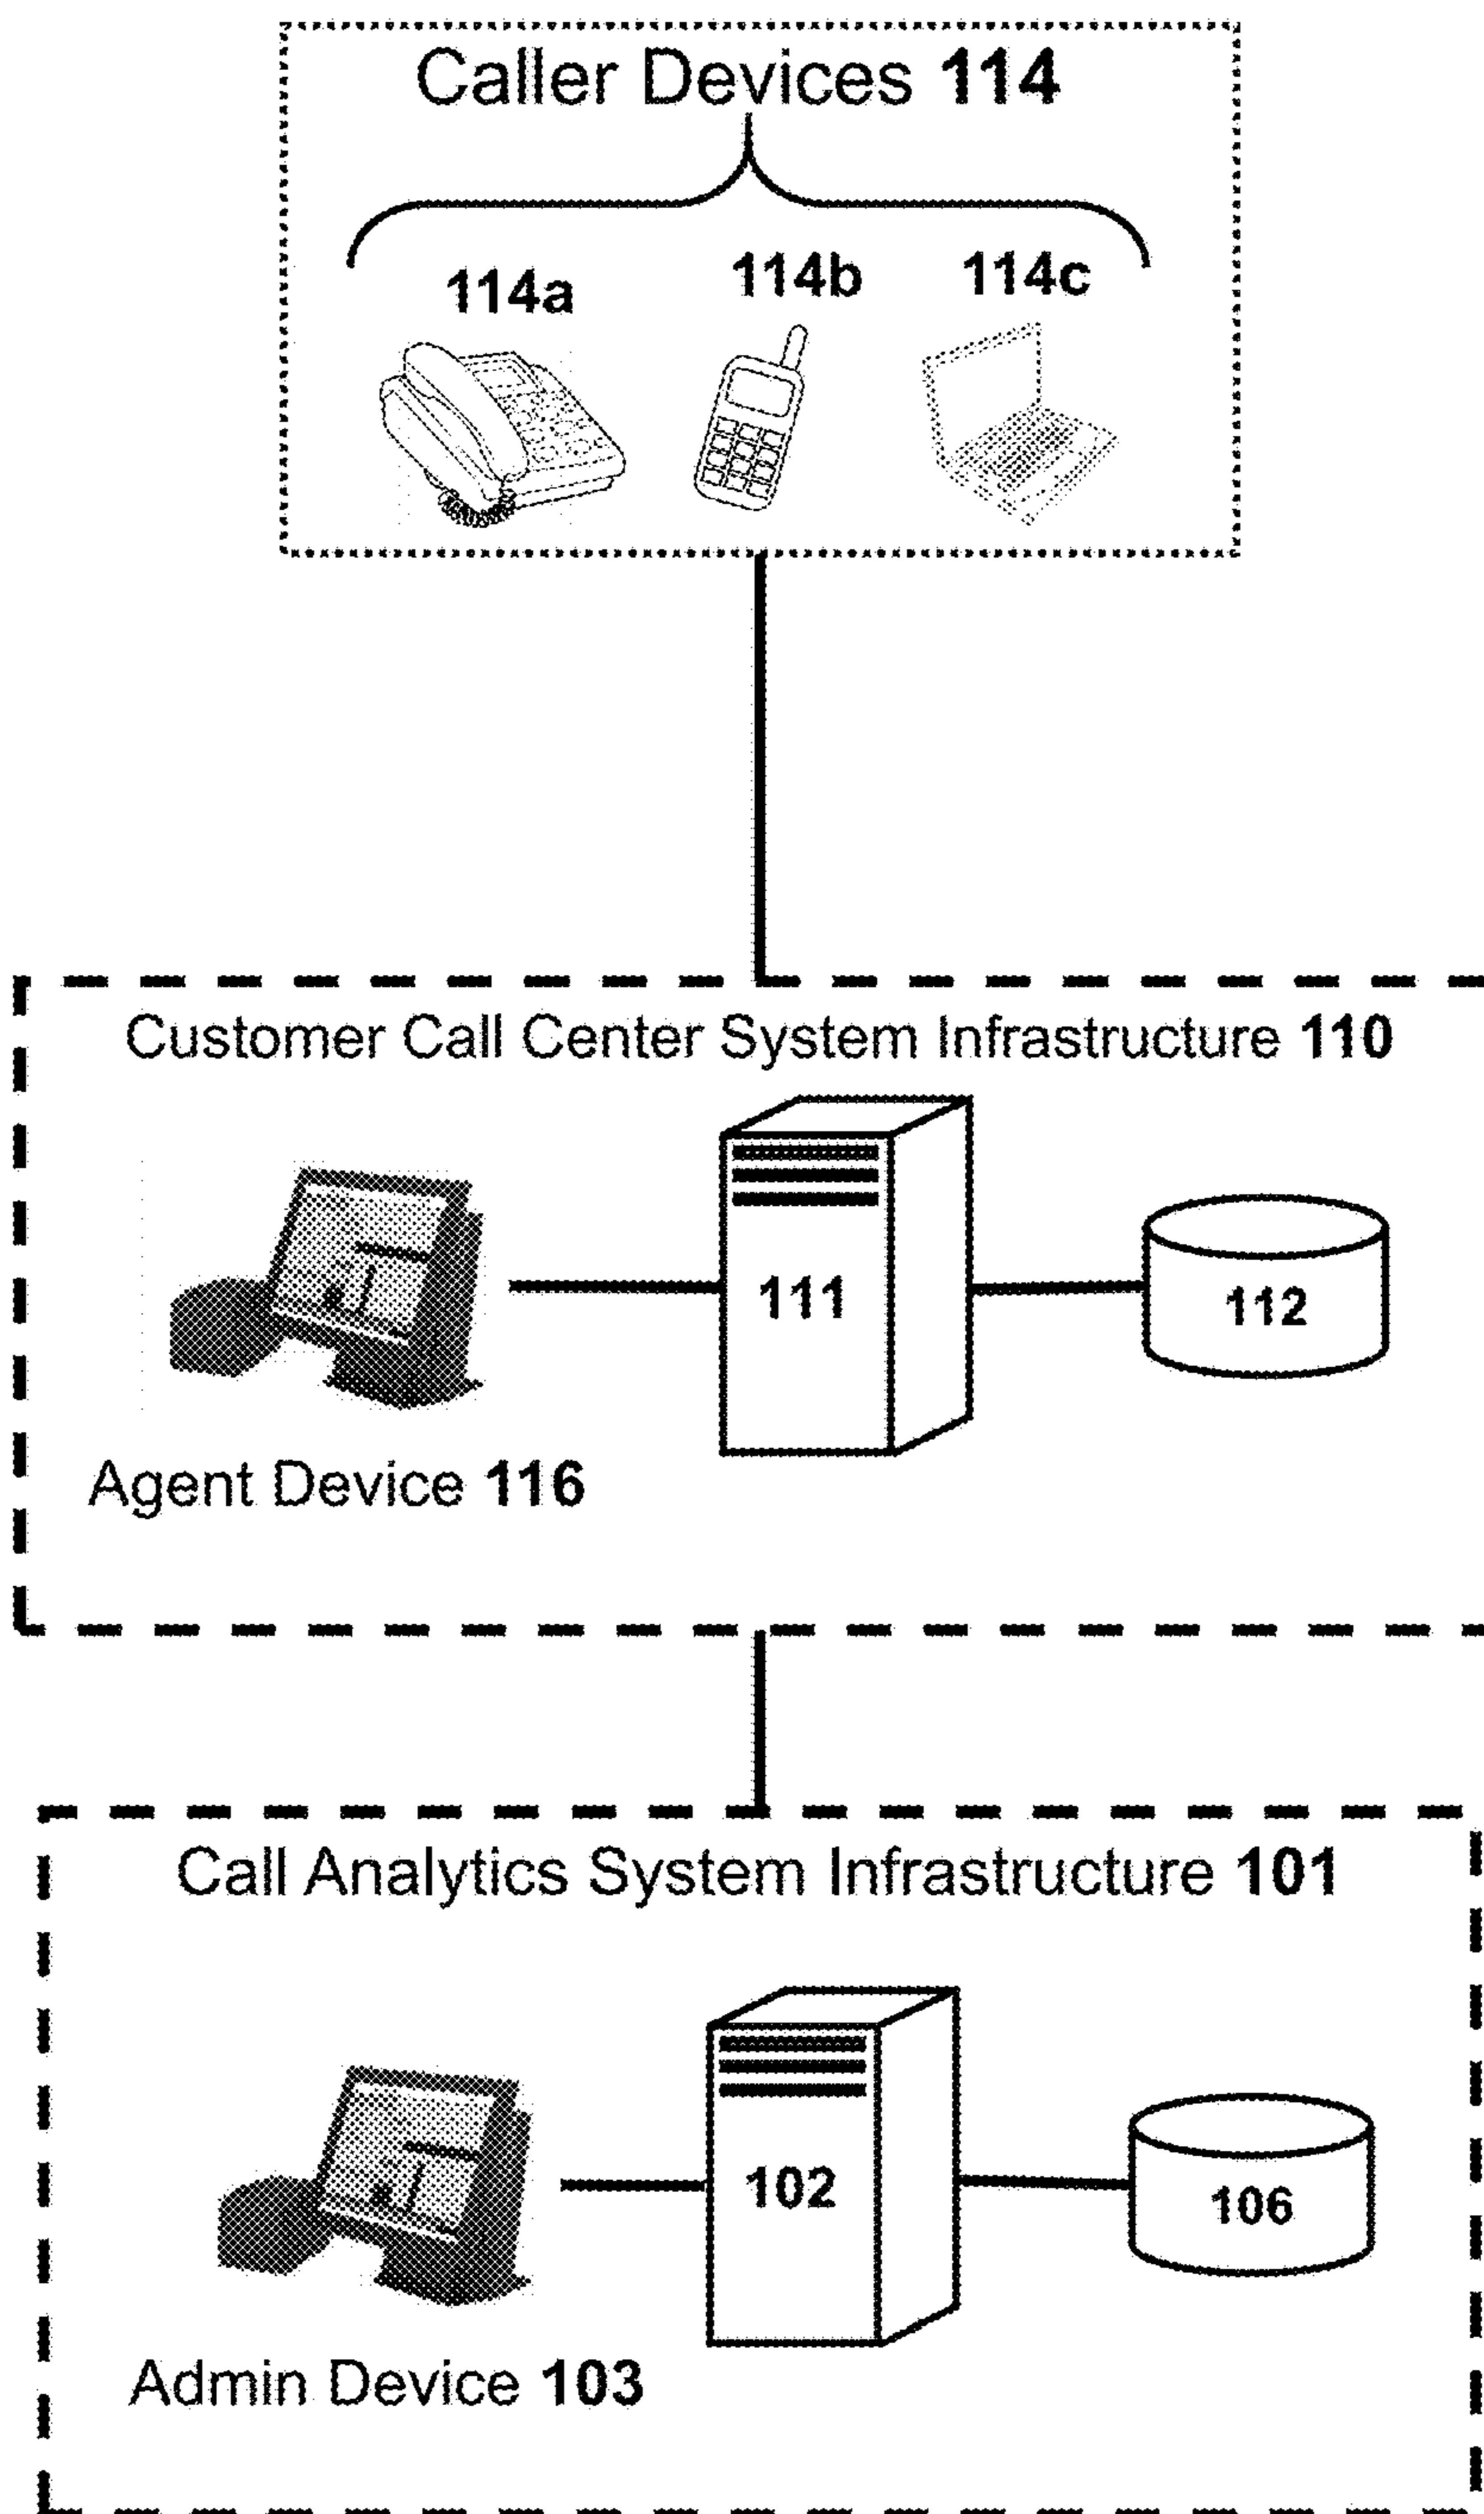 Caller Devices 114
114a 114b 114c
Customer Call Center System Infrastructure 110
111
112
Agent Device 116
Call Analytics System Infrastructure 101
102
106
Admin Device 103